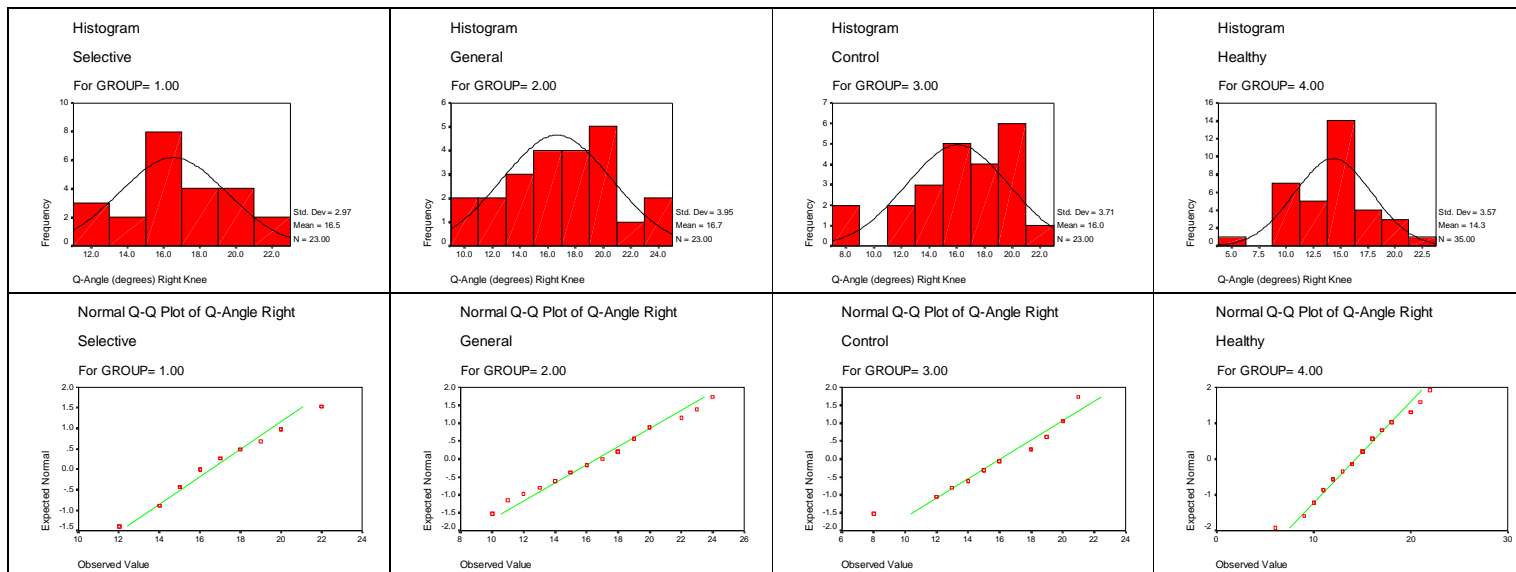 Histogram
Selective
For GROUP= 1.00
10
8
6
4
2
0
Frequency
12.0 14.0 16.0 18.0 20.0 22.0
Std. Dev = 2.97
Mean = 16.5
N = 23.00
Q-Angle (degrees) Right Knee
Histogram
General
For GROUP= 2.00
6
5
4
3
2
1
0
Frequency
10.0 12.0 14.0 16.0 18.0 20.0 22.0 24.0
Std. Dev = 3.95
Mean = 16.7
N = 23.00
Q-Angle (degrees) Right Knee
Histogram
Control
For GROUP= 3.00
7
6
5
4
3
2
1
0
Frequency
8.0 10.0 12.0 14.0 16.0 18.0 20.0 22.0
Std. Dev = 3.71
Mean = 16.0
N = 23.00
Q-Angle (degrees) Right Knee
Histogram
Healthy
For GROUP= 4.00
16
14
12
10
8
6
4
2
0
Frequency
5.0 7.5 10.0 12.5 15.0 17.5 20.0 22.5
Std. Dev = 3.57
Mean = 14.3
N = 35.00
Q-Angle (degrees) Right Knee
Normal Q-Q Plot of Q-Angle Right
Selective
For GROUP= 1.00
2.0
1.5
1.0
.5
0.0
-.5
-1.0
-1.5
Expected Normal
10 12 14 16 18 20 22 24
Observed Value
Normal Q-Q Plot of Q-Angle Right
General
For GROUP= 2.00
2.0
1.5
1.0
.5
0.0
-.5
-1.0
-1.5
-2.0
Expected Normal
8 10 12 14 16 18 20 22 24 26
Observed Value
Normal Q-Q Plot of Q-Angle Right
Control
For GROUP= 3.00
2.0
1.5
1.0
.5
0.0
-.5
-1.0
-1.5
-2.0
Expected Normal
6 8 10 12 14 16 18 20 22 24
Observed Value
Normal Q-Q Plot of Q-Angle Right
Healthy
For GROUP= 4.00
2
1
0
-1
-2
Expected Normal
0 10 20 30
Observed Value